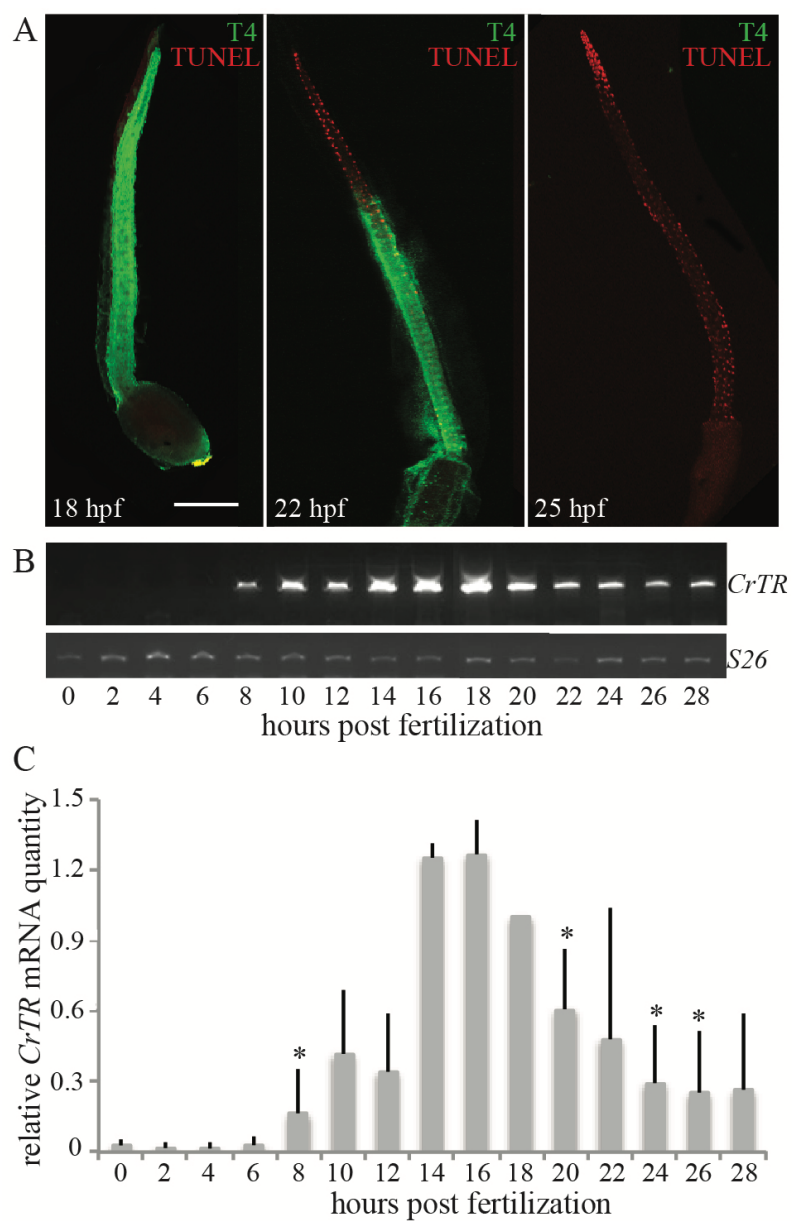 A
T4
TUNEL
18 hpf
T4
TUNEL
22 hpf
T4
TUNEL
25 hpf
B
CrTR
S26
0 2 4 6 8 10 12 14 16 18 20 22 24 26 28
hours post fertilization
C
relative CrTR mRNA quantity
1.5
1.2
0.9
0.6
0.3
0
* * * *
0 2 4 6 8 10 12 14 16 18 20 22 24 26 28
hours post fertilization